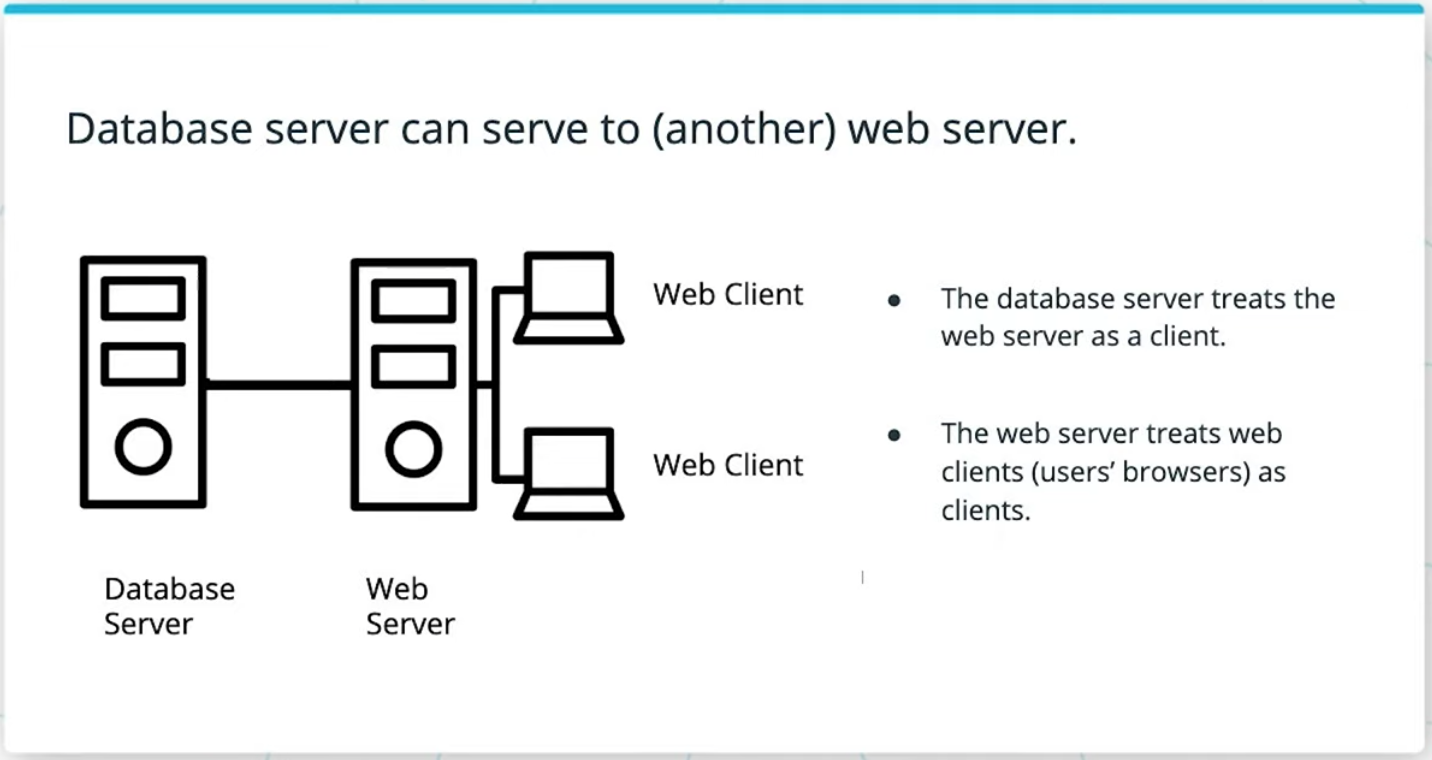 Database server can serve to (another) web server.
Web Client
Web Client
Database
Server
Web
Server
● The database server treats the
web server as a client.
● The web server treats web
clients (users’ browsers) as
clients.